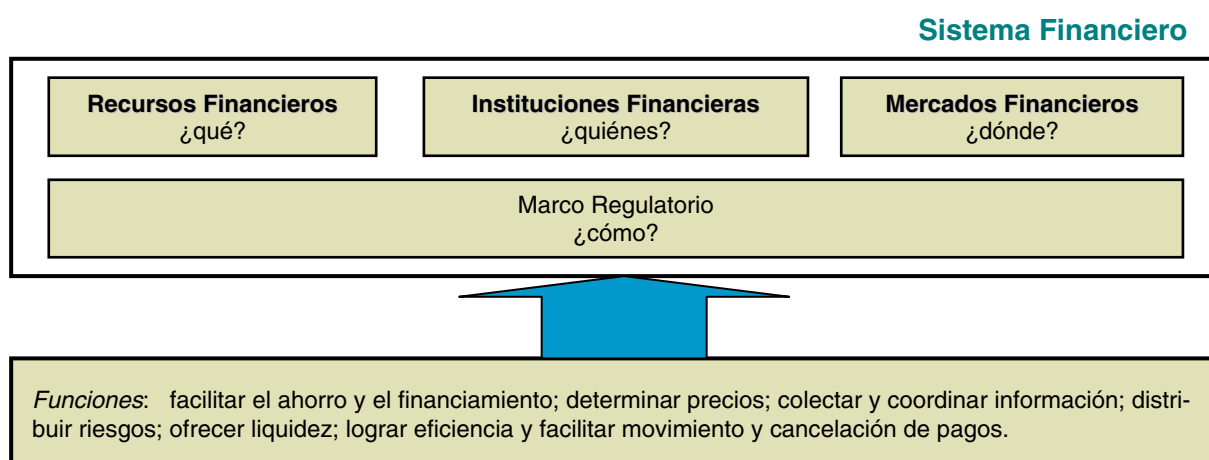 Sistema Financiero
Recursos Financieros
¿qué?
Instituciones Financieras
¿quiénes?
Mercados Financieros
¿dónde?
Marco Regulatorio
¿cómo?
Funciones: facilitar el ahorro y el financiamiento; determinar precios; colectar y coordinar información; distri-
buir riesgos; ofrecer liquidez; lograr eficiencia y facilitar movimiento y cancelación de pagos.